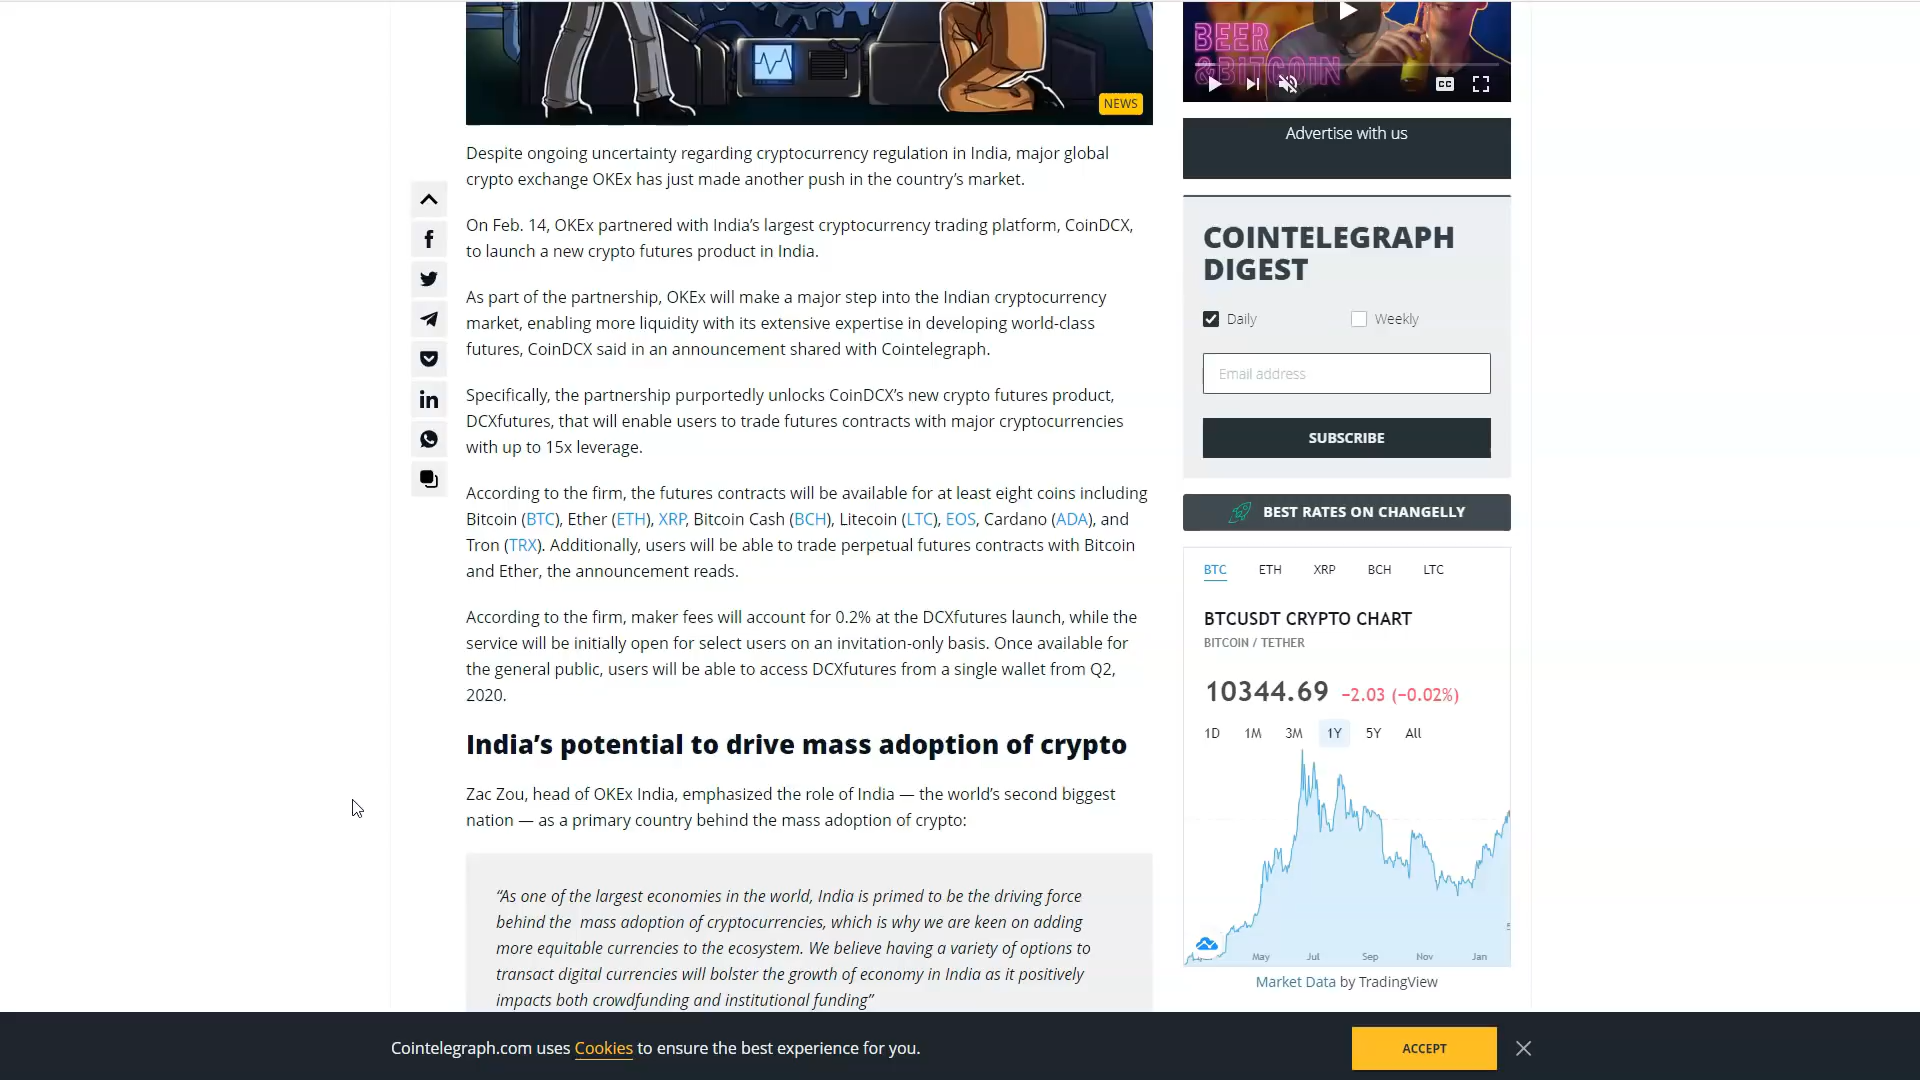 BEER
&BITCOIN
CC
NEWS
Advertise with us
Despite ongoing uncertainty regarding cryptocurrency regulation in India, major global
crypto exchange OKEx has just made another push in the country’s market.
On Feb. 14, OKEx partnered with India’s largest cryptocurrency trading platform, CoinDCX,
to launch a new crypto futures product in India.
As part of the partnership, OKEx will make a major step into the Indian cryptocurrency
market, enabling more liquidity with its extensive expertise in developing world-class
futures, CoinDCX said in an announcement shared with Cointelegraph.
Specifically, the partnership purportedly unlocks CoinDCX’s new crypto futures product,
DCXfutures, that will enable users to trade futures contracts with major cryptocurrencies
with up to 15x leverage.
According to the firm, the futures contracts will be available for at least eight coins including
Bitcoin (BTC), Ether (ETH), XRP, Bitcoin Cash (BCH), Litecoin (LTC), EOS, Cardano (ADA), and
Tron (TRX). Additionally, users will be able to trade perpetual futures contracts with Bitcoin
and Ether, the announcement reads.
According to the firm, maker fees will account for 0.2% at the DCXfutures launch, while the
service will be initially open for select users on an invitation-only basis. Once available for
the general public, users will be able to access DCXfutures from a single wallet from Q2,
2020.
India’s potential to drive mass adoption of crypto
Zac Zou, head of OKEx India, emphasized the role of India — the world’s second biggest
nation — as a primary country behind the mass adoption of crypto:
“As one of the largest economies in the world, India is primed to be the driving force
behind the mass adoption of cryptocurrencies, which is why we are keen on adding
more equitable currencies to the ecosystem. We believe having a variety of options to
transact digital currencies will bolster the growth of economy in India as it positively
impacts both crowdfunding and institutional funding”
COINTELEGRAPH
DIGEST
Daily Weekly
Email address
SUBSCRIBE
BEST RATES ON CHANGELLY
BTC ETH XRP BCH LTC
BTCUSDT CRYPTO CHART
BITCOIN / TETHER
10344.69 −2.03 (−0.02%)
1D 1M 3M 1Y 5Y All
May Jul Sep Nov Jan
Market Data by TradingView
Cointelegraph.com uses Cookies to ensure the best experience for you.
ACCEPT